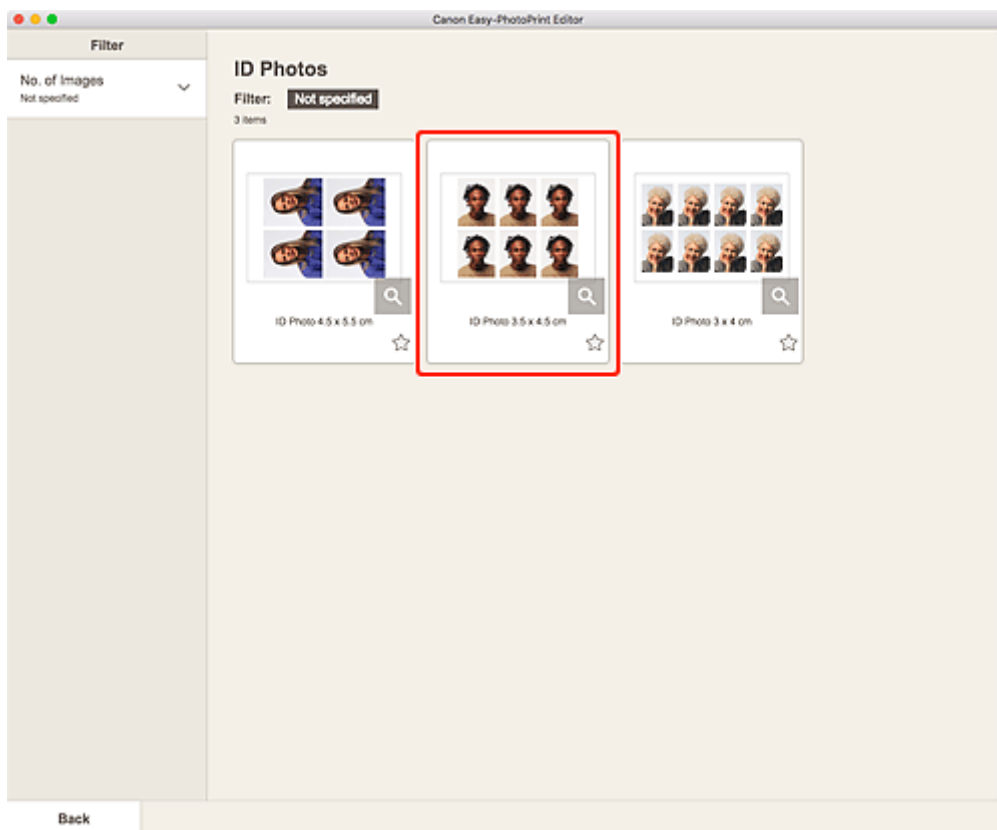 Canon Easy-PhotoPrint Editor
Filter
No. of Images
Not specified
ID Photos
Filter: Not specified
3 items
ID Photo 4.5 x 5.5 cm
ID Photo 3.5 x 4.5 cm
ID Photo 3 x 4 cm
Back